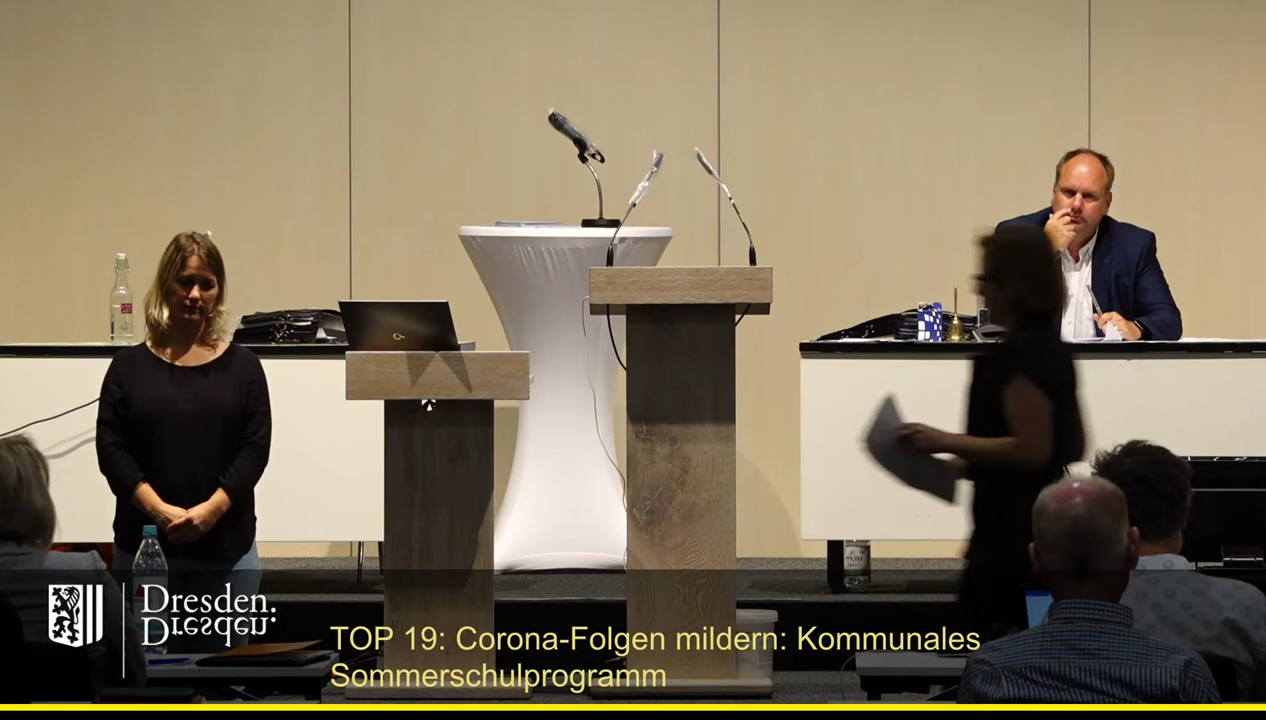 Dresden.
Dresden.
TOP 19: Corona-Folgen mildern: Kommunales
Sommerschulprogramm